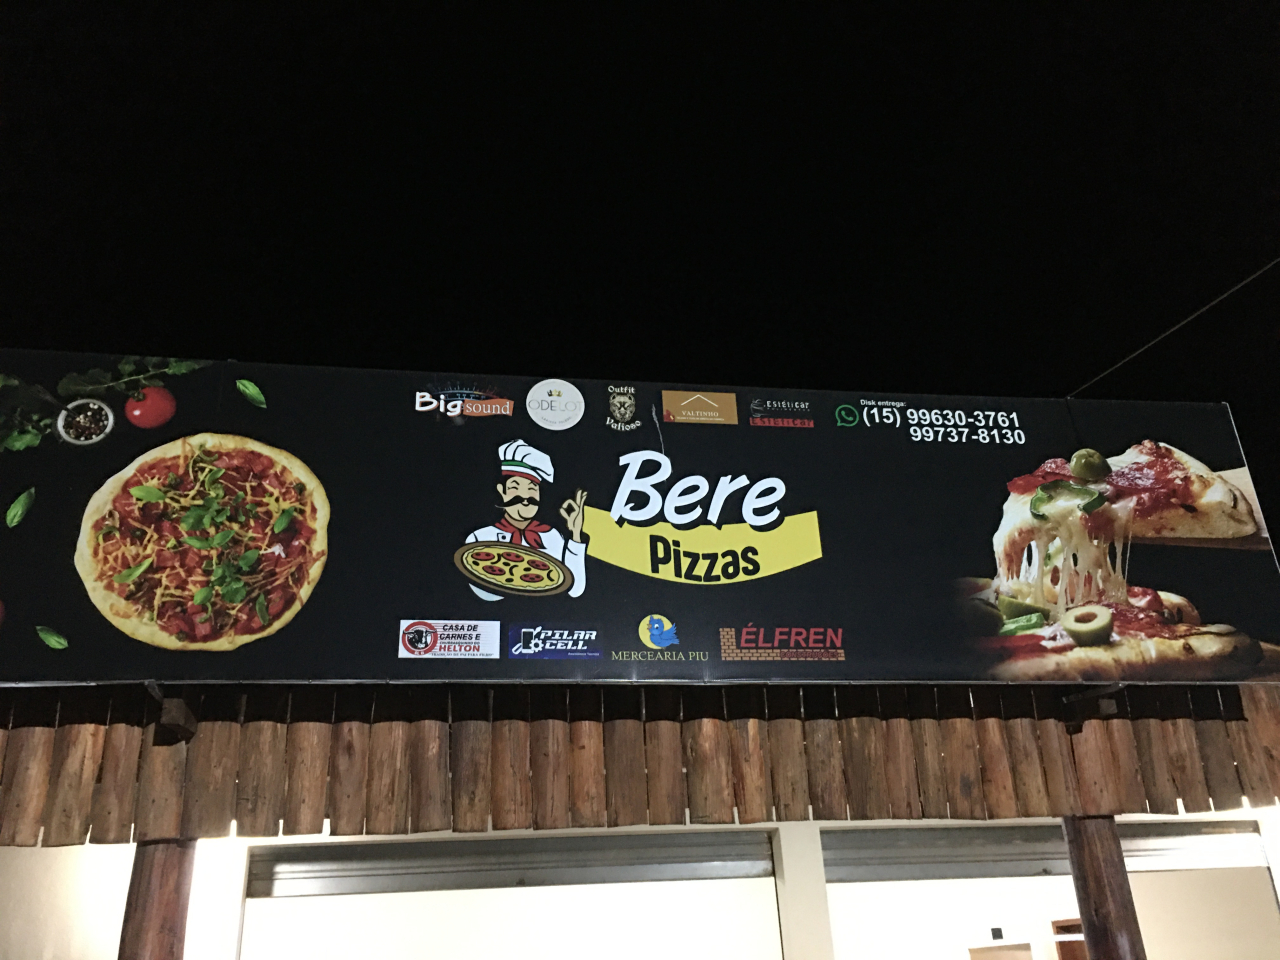 Big sound
ODELOS
Outfit
Valioso
VALTINHO
EstétiCar
EstétiCar
Disk entrega:
(15) 99630-3761
99737-8130
Bere
Pizzas
CASA DE
CARNES E
HELTON
PILAR
CELL
MERCEARIA PIU
ÉLFREN